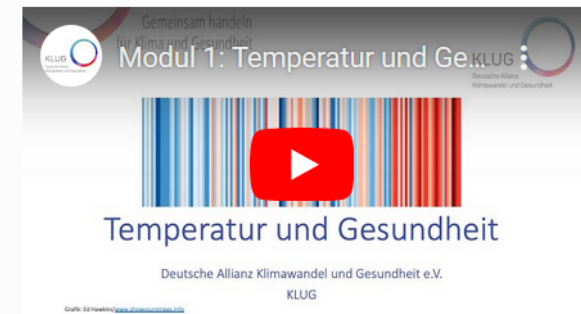 Gemeinsam handeln
für Klima und Gesundheit
KLUG
Modul 1: Temperatur und Ge...
KLUG
Deutsche Allianz
Klimawandel und Gesundheit
Temperatur und Gesundheit
Deutsche Allianz Klimawandel und Gesundheit e.V.
KLUG
Grafik: Ed Hawkins/www.showyourstripes.info